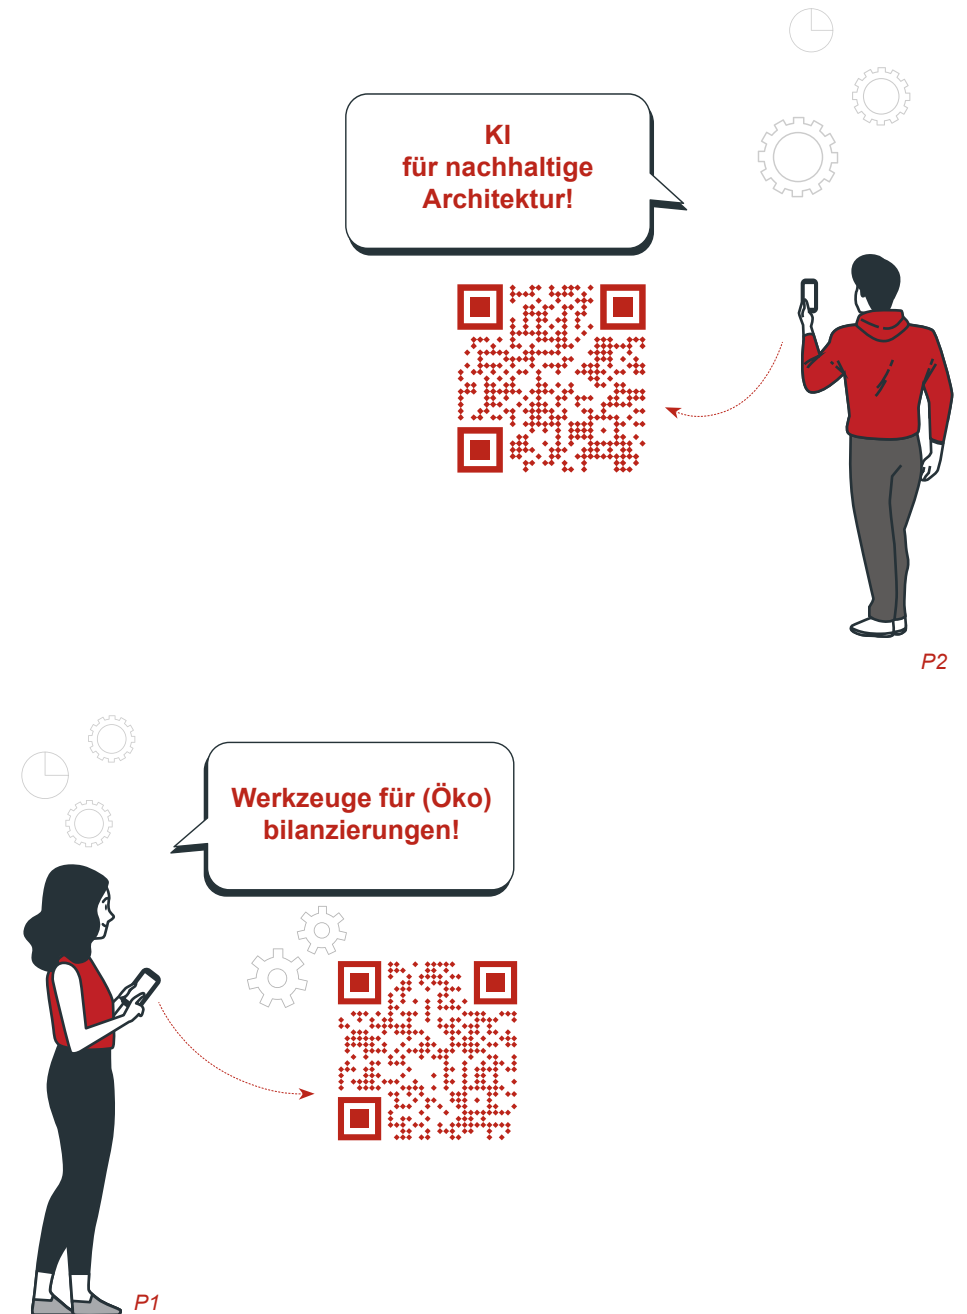 KI
für nachhaltige
Architektur!
P2
Werkzeuge für (Öko)
bilanzierungen!
P1